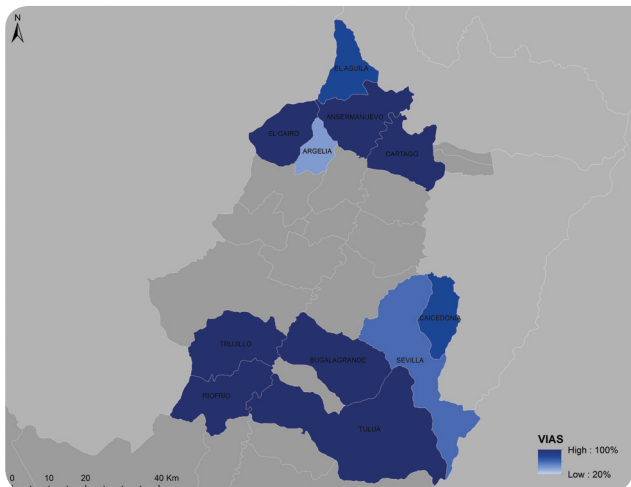 N
EL AGUILA
ANSERMANUEVO
EL CAIRO
ARGELIA
CARTAGO
CAICEDONIA
TRUJILLO
BUGALAGRANDE
SEVILLA
RIOFRIO
TULUA
VIAS
High : 100%
Low : 20%
0 10 20 40 Km